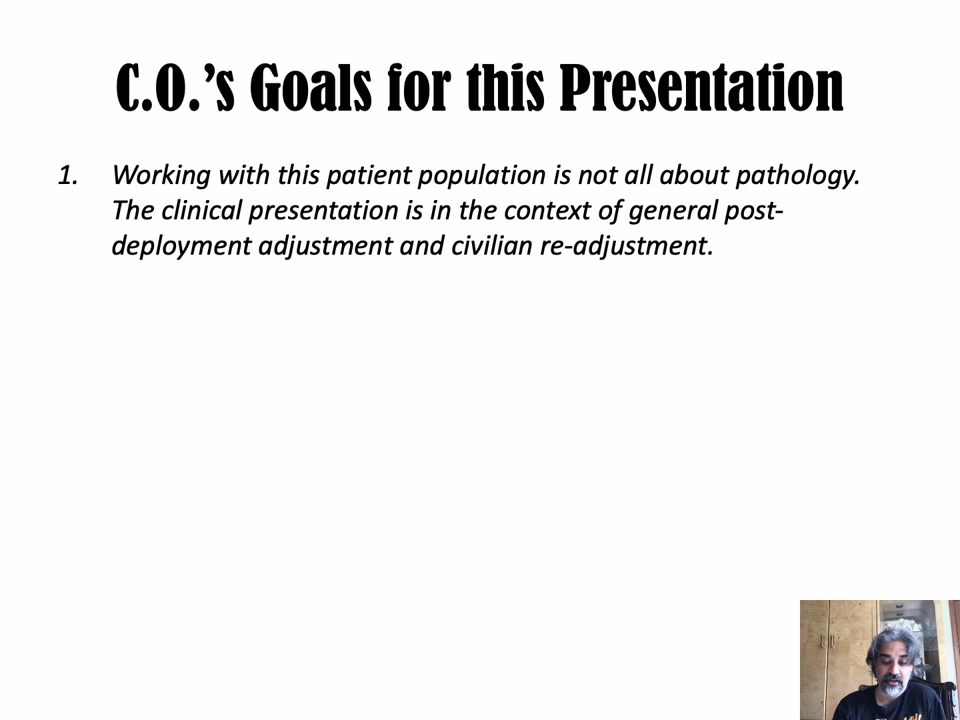 C.O.’s Goals for this Presentation
1. Working with this patient population is not all about pathology.
The clinical presentation is in the context of general post-
deployment adjustment and civilian re-adjustment.